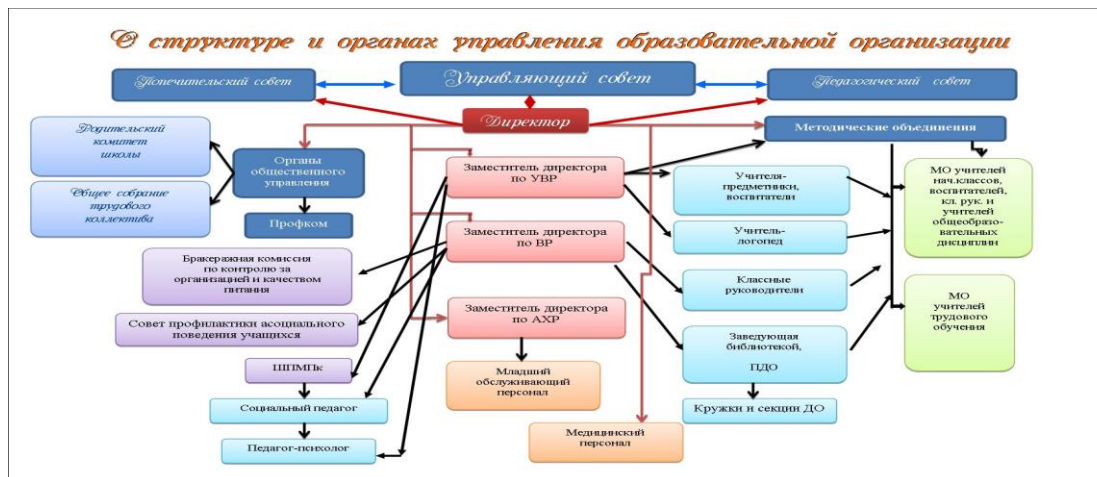 О структуре и органах управления образовательной организации
Попечительский совет
Управляющий совет
Педагогический совет
Директор
Родительский
комитет
школы
Общее собрание
трудового
коллектива
Органы
общественного
управления
Профком
Методические объединения
Заместитель директора
по УВР
Заместитель директора
по ВР
Заместитель директора
по АХР
Учителя-
предметники,
воспитатели
Учитель-
логопед
Классные
руководители
Заведующая
библиотекой,
ПДО
Кружки и секции ДО
МО учителей
нач.классов,
воспитателей,
кл. рук. и
учителей
общеобразо-
вательных
дисциплин
МО
учителей
трудового
обучения
Бракеражная комиссия
по контролю за
организацией и качеством
питания
Совет профилактики асоциального
поведения учащихся
ШПМПк
Социальный педагог
Педагог-психолог
Младший
обслуживающий
персонал
Медицинский
персонал